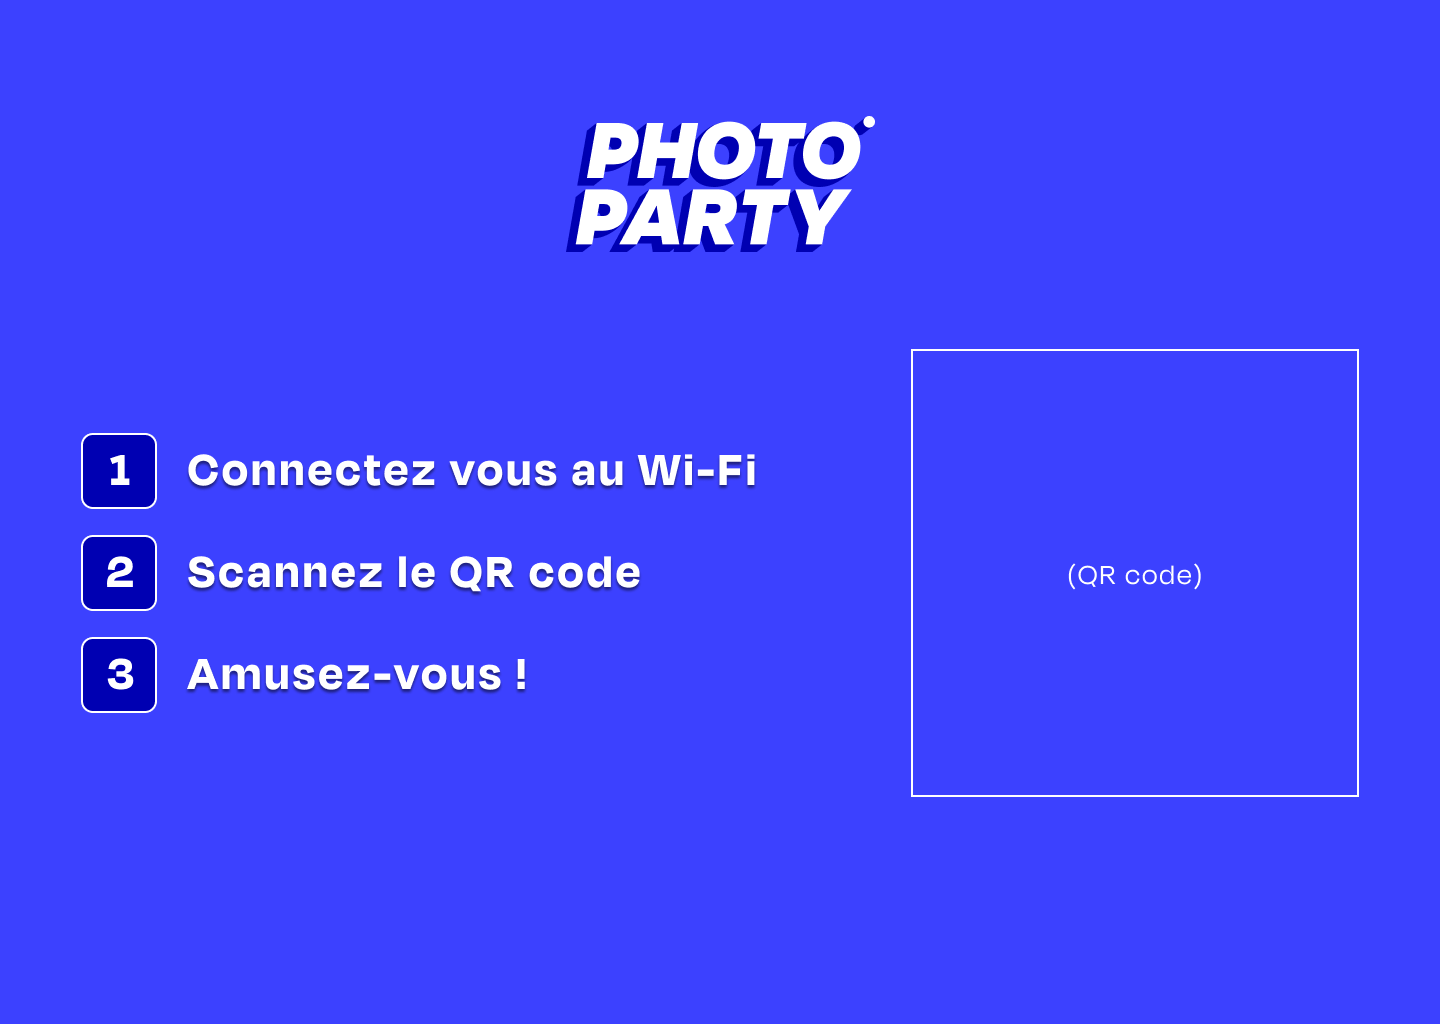 PHOTO
PARTY
1 Connectez vous au Wi-Fi
2 Scannez le QR code
3 Amusez-vous !
(QR code)